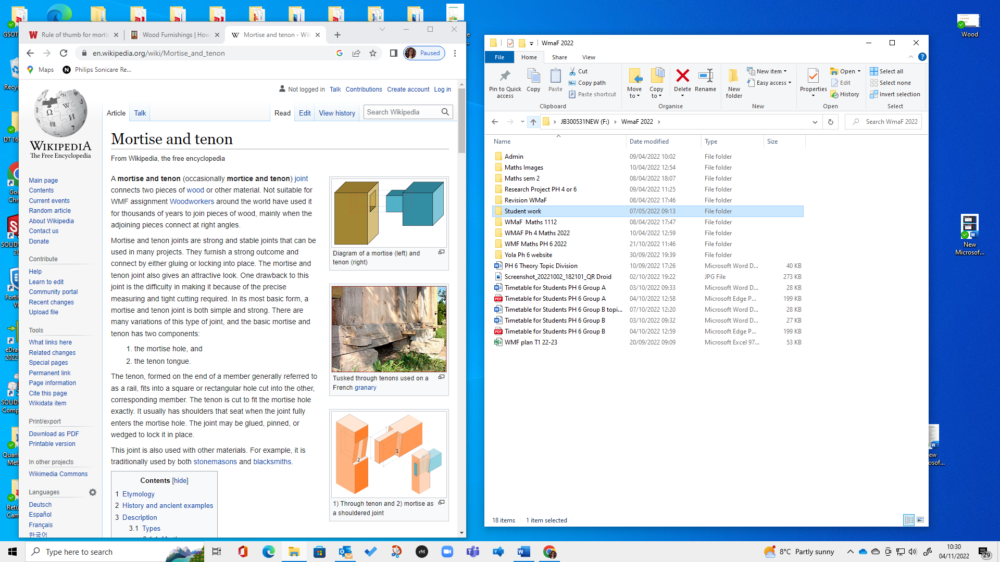 GSOT
Rule of thumb for mortis
Wood Furnishings | How
Mortise and tenon - Wik
en.wikipedia.org/wiki/Mortise_and_tenon
Paused
Maps
Philips Sonicare Re...
Not logged in Talk Contributions Create account Log in
Article Talk
Read Edit View history
Search Wikipedia
WIKIPEDIA
The Free Encyclopedia
Main page
Contents
Current events
Random article
About Wikipedia
Contact us
Donate
Contribute
Help
Learn to edit
Community portal
Recent changes
Upload file
Tools
What links here
Related changes
Special pages
Permanent link
Page information
Cite this page
Wikidata item
Print/export
Download as PDF
Printable version
In other projects
Wikimedia Commons
Languages
Deutsch
Español
Français
한국어
Mortise and tenon
From Wikipedia, the free encyclopedia
A mortise and tenon (occasionally mortice and tenon) joint
connects two pieces of wood or other material. Not suitable for
WMF assignment Woodworkers around the world have used it
for thousands of years to join pieces of wood, mainly when the
adjoining pieces connect at right angles.
Mortise and tenon joints are strong and stable joints that can be
used in many projects. They furnish a strong outcome and
connect by either gluing or locking into place. The mortise and
tenon joint also gives an attractive look. One drawback to this
joint is the difficulty in making it because of the precise
measuring and tight cutting required. In its most basic form, a
mortise and tenon joint is both simple and strong. There are
many variations of this type of joint, and the basic mortise and
tenon has two components:
1. the mortise hole, and
2. the tenon tongue.
The tenon, formed on the end of a member generally referred to
as a rail, fits into a square or rectangular hole cut into the other,
corresponding member. The tenon is cut to fit the mortise hole
exactly. It usually has shoulders that seat when the joint fully
enters the mortise hole. The joint may be glued, pinned, or
wedged to lock it in place.
This joint is also used with other materials. For example, it is
traditionally used by both stonemasons and blacksmiths.
Contents [hide]
1 Etymology
2 History and ancient examples
3 Description
3.1 Types
Diagram of a mortise (left) and
tenon (right)
Tusked through tenons used on a
French granary
2
1
1) Through tenon and 2) mortise as
a shouldered joint
WmaF 2022
File Home Share View
Pin to Quick
access
Copy
Paste
Cut
Copy path
Paste shortcut
Clipboard
Move
to
Copy
to
Delete
Rename
Organise
New
folder
New item
Easy access
New
Properties
Open
Edit
History
Open
Select all
Select none
Invert selection
Select
JB300531NEW (F:) WmaF 2022
Search WmaF 2022
Name Date modified Type Size
Admin 09/04/2022 10:02 File folder
Maths Images 10/04/2022 12:54 File folder
Maths sem 2 08/04/2022 18:07 File folder
Research Project PH 4 or 6 09/04/2022 11:25 File folder
Revision WMaF 08/04/2022 17:46 File folder
Student work 07/05/2022 09:13 File folder
WMaF Maths 1112 08/04/2022 17:47 File folder
WMAF Ph 4 Maths 2022 10/04/2022 12:59 File folder
WMF Maths PH 6 2022 21/10/2022 11:46 File folder
Yola Ph 6 website 30/09/2022 19:39 File folder
PH 6 Theory Topic Division 10/09/2022 17:26 Microsoft Word D... 40 KB
Screenshot_20221002_182101_QR Droid 02/10/2022 19:22 JPG File 273 KB
Timetable for Students PH 6 Group A 03/10/2022 09:33 Microsoft Word D... 28 KB
Timetable for Students PH 6 Group A 04/10/2022 12:58 Microsoft Edge P... 199 KB
Timetable for Students PH 6 Group B topi... 07/10/2022 12:20 Microsoft Word D... 28 KB
Timetable for Students PH 6 Group B 03/10/2022 09:32 Microsoft Word D... 27 KB
Timetable for Students PH 6 Group B 04/10/2022 12:59 Microsoft Edge P... 199 KB
WMF plan T1 22-23 20/09/2022 09:09 Microsoft Excel 97... 53 KB
18 items 1 item selected
Wood
New
Microsof...
Type here to search
8°C Partly sunny
10:30
04/11/2022
29